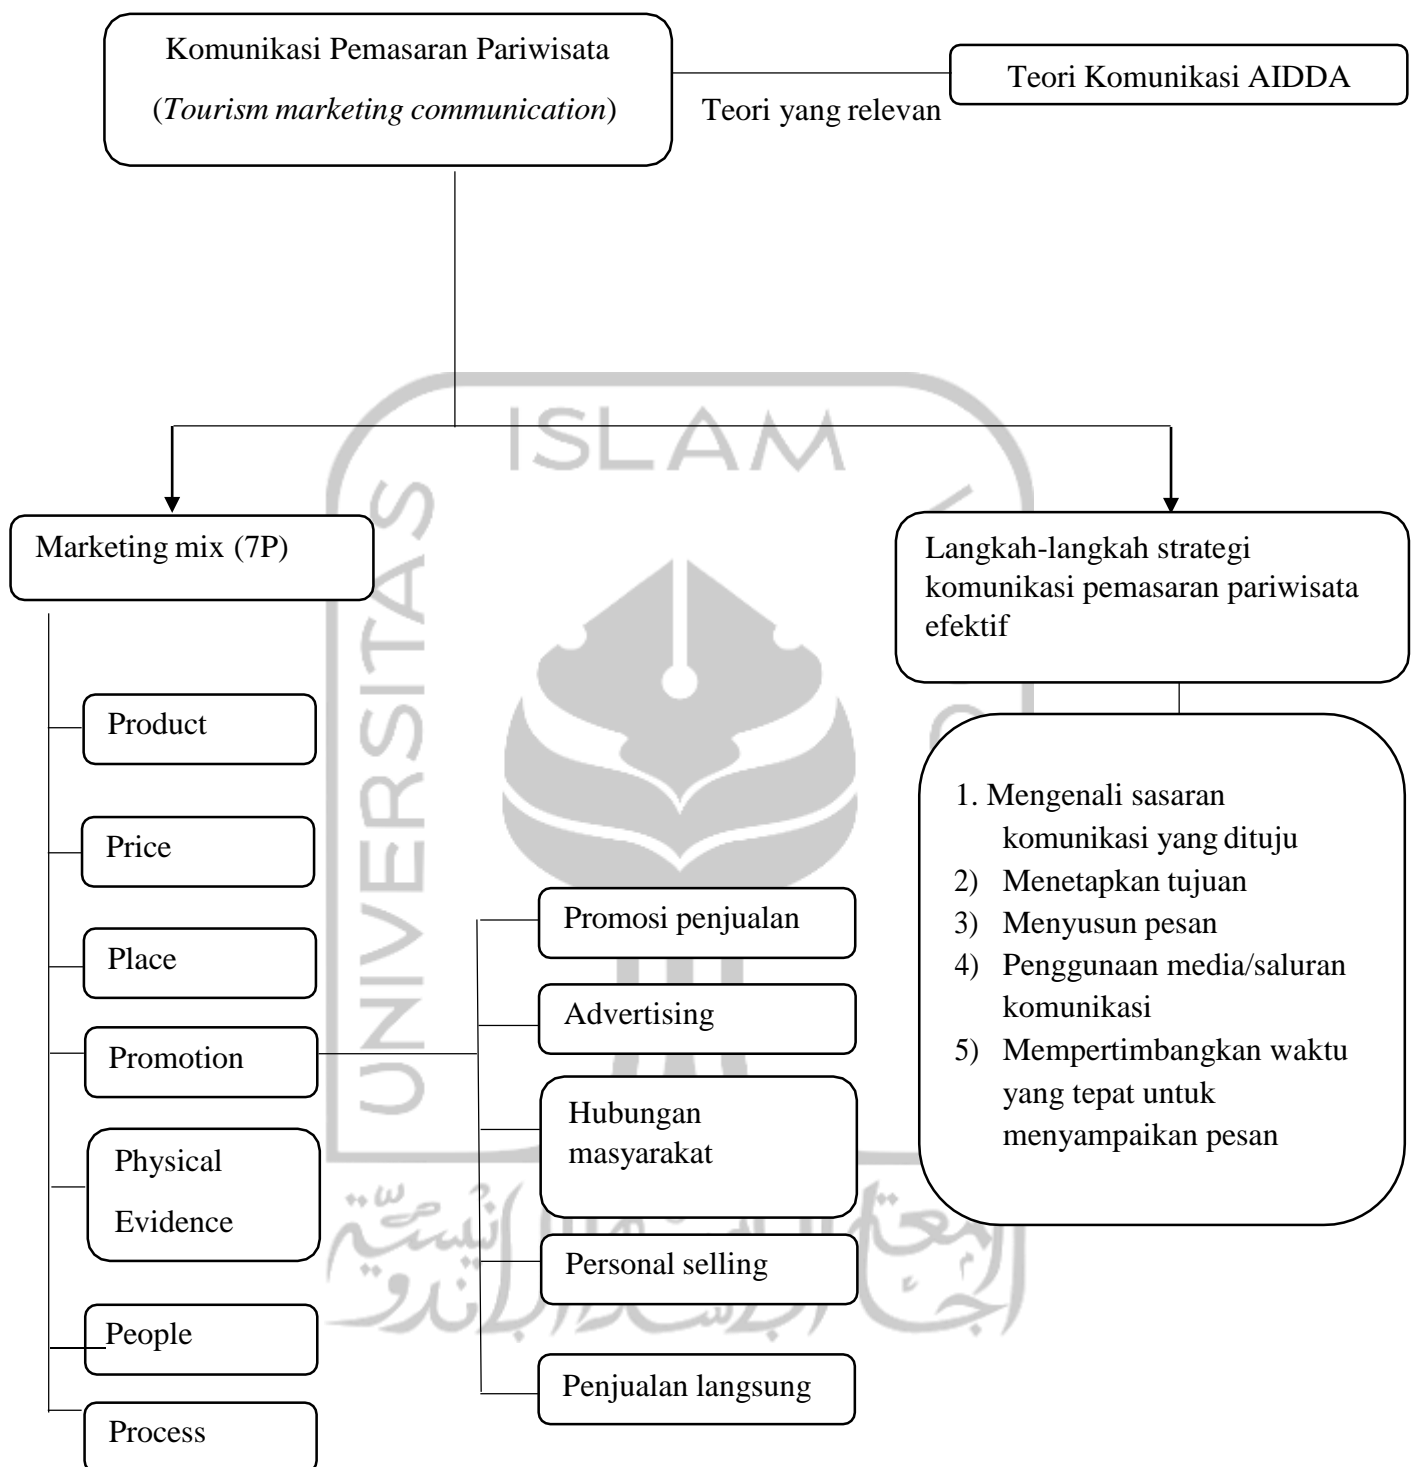 Komunikasi Pemasaran Pariwisata
(Tourism marketing communication)
Teori yang relevan
Teori Komunikasi AIDDA
ISLAM
UNIVERSITAS
Marketing mix (7P)
Product
Price
Place
Promotion
Physical
Evidence
People
Process
Promosi penjualan
Advertising
Hubungan
masyarakat
Personal selling
Penjualan langsung
Langkah-langkah strategi
komunikasi pemasaran pariwisata
efektif
1. Mengenali sasaran
komunikasi yang dituju
2) Menetapkan tujuan
3) Menyusun pesan
4) Penggunaan media/saluran
komunikasi
5) Mempertimbangkan waktu
yang tepat untuk
menyampaikan pesan